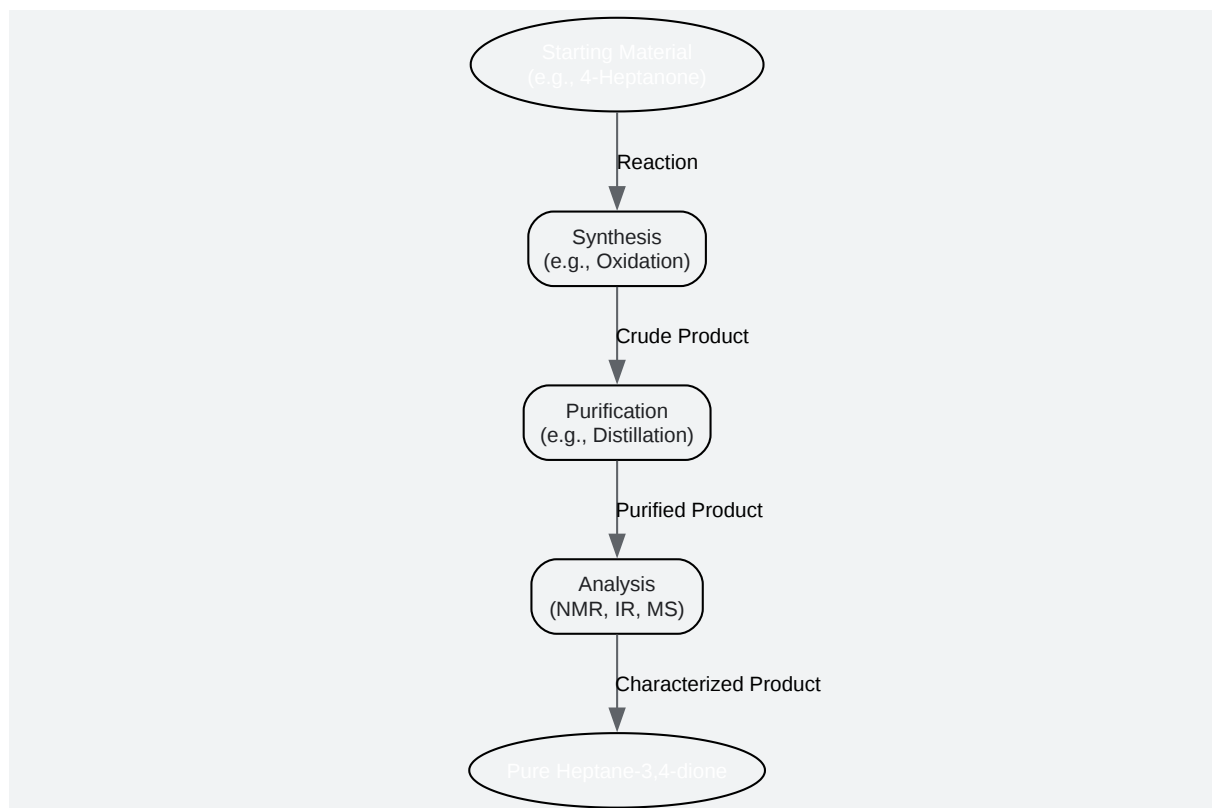 Starting Material
(e.g., 4-Heptanone)
Reaction
Synthesis
(e.g., Oxidation)
Crude Product
Purification
(e.g., Distillation)
Purified Product
Analysis
(NMR, IR, MS)
Characterized Product
Pure Heptane-3,4-dione